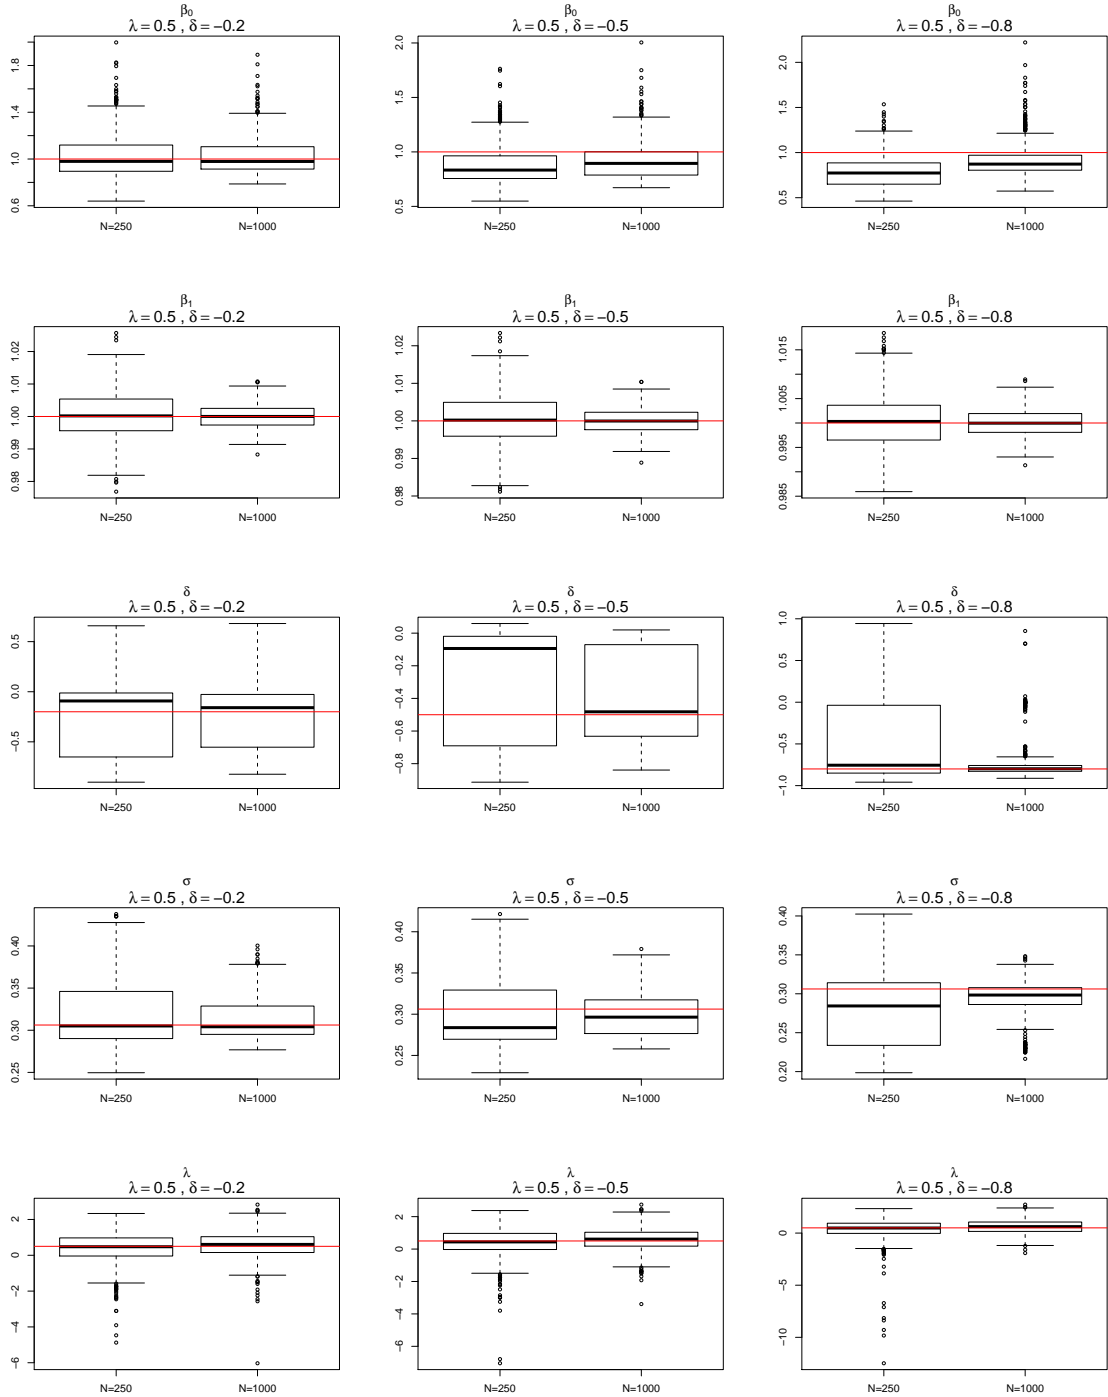 β0 β0 β0
λ = 0.5 , δ = −0.2 λ = 0.5 , δ = −0.5 λ = 0.5 , δ = −0.8
0.6 1.0 1.4 1.8
0.5 1.0 1.5 2.0
0.5 1.0 1.5 2.0
N=250 N=1000 N=250 N=1000 N=250 N=1000
β1 β1 β1
λ = 0.5 , δ = −0.2 λ = 0.5 , δ = −0.5 λ = 0.5 , δ = −0.8
0.98 0.99 1.00 1.02
0.98 0.99 1.00 1.01 1.02
0.985 0.995 1.005 1.015
N=250 N=1000 N=250 N=1000 N=250 N=1000
δ δ δ
λ = 0.5 , δ = −0.2 λ = 0.5 , δ = −0.5 λ = 0.5 , δ = −0.8
−0.5 0.0 0.5
−0.8 −0.6 −0.4 −0.2 0.0
−1.0 −0.5 0.0 0.5 1.0
N=250 N=1000 N=250 N=1000 N=250 N=1000
σ σ σ
λ = 0.5 , δ = −0.2 λ = 0.5 , δ = −0.5 λ = 0.5 , δ = −0.8
0.25 0.30 0.35 0.40
0.25 0.30 0.35 0.40
0.20 0.25 0.30 0.35 0.40
N=250 N=1000 N=250 N=1000 N=250 N=1000
λ λ λ
λ = 0.5 , δ = −0.2 λ = 0.5 , δ = −0.5 λ = 0.5 , δ = −0.8
−6 −4 −2 0 2
−6 −4 −2 0 2
−10 −5 0
N=250 N=1000 N=250 N=1000 N=250 N=1000